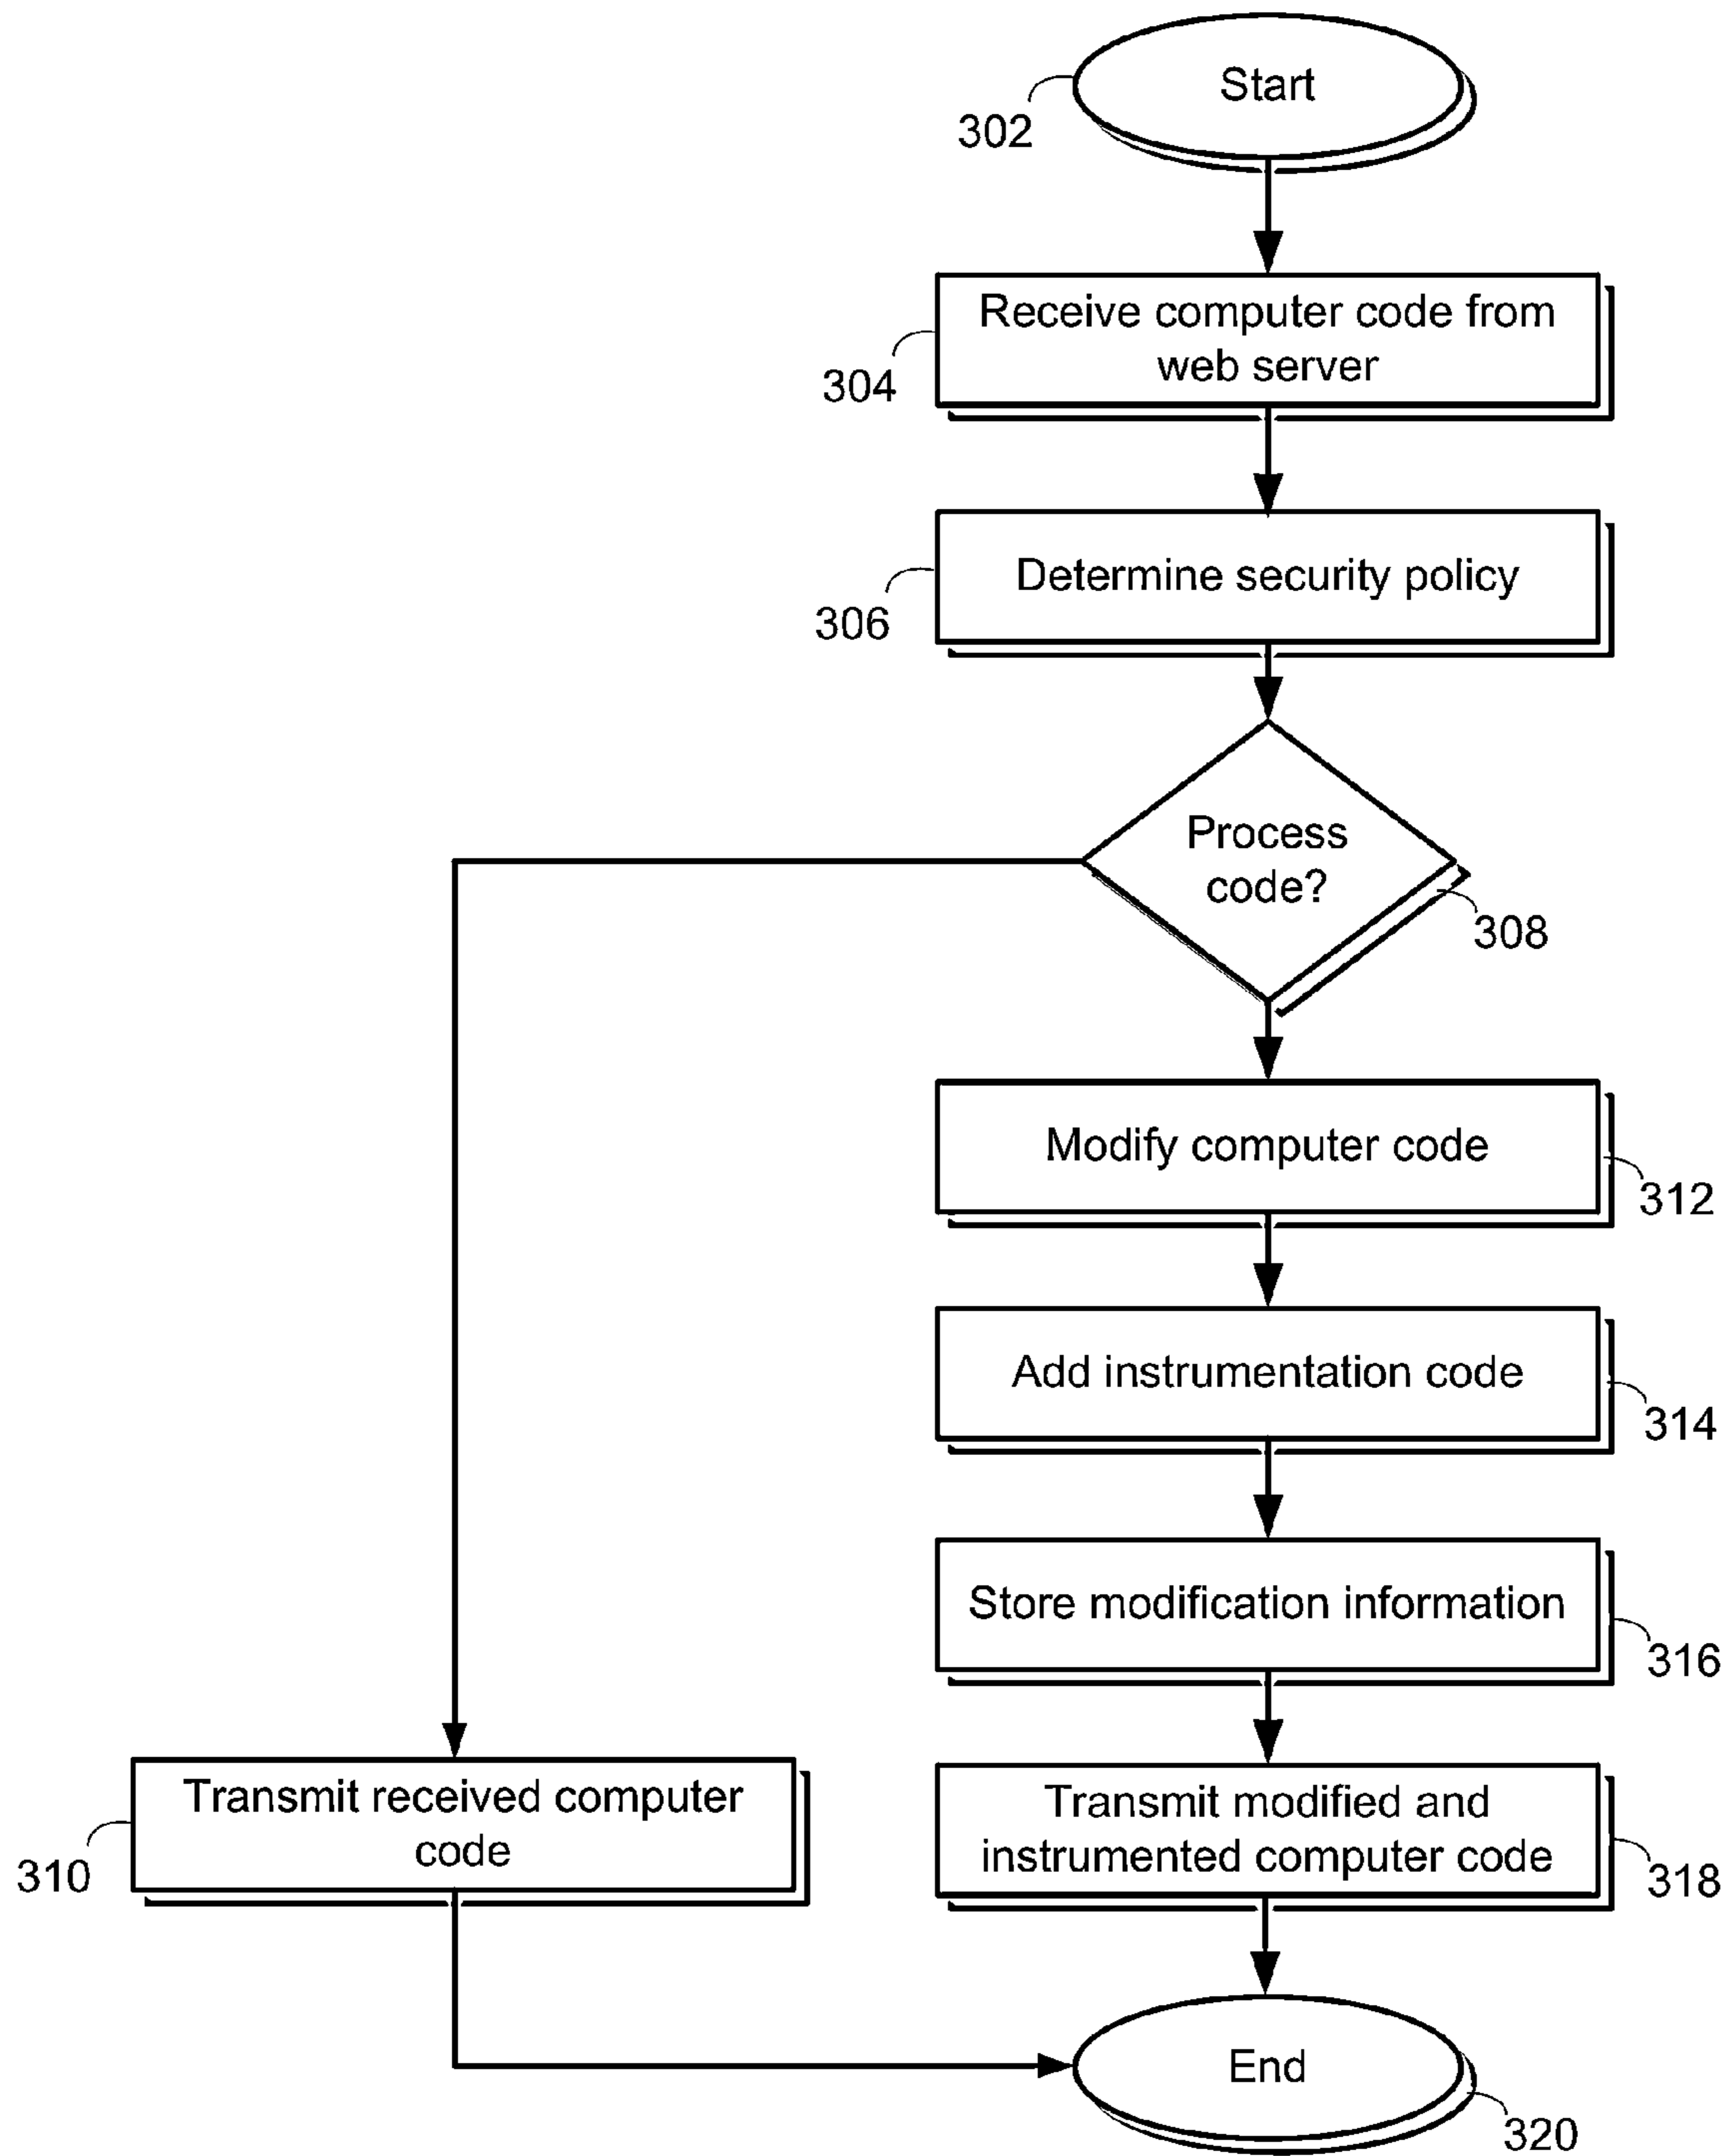 Start
302
Receive computer code from
web server
304
Determine security policy
306
Process
code?
308
Modify computer code
312
Add instrumentation code
314
Store modification information
316
Transmit received computer
code
310
Transmit modified and
instrumented computer code
318
End
320